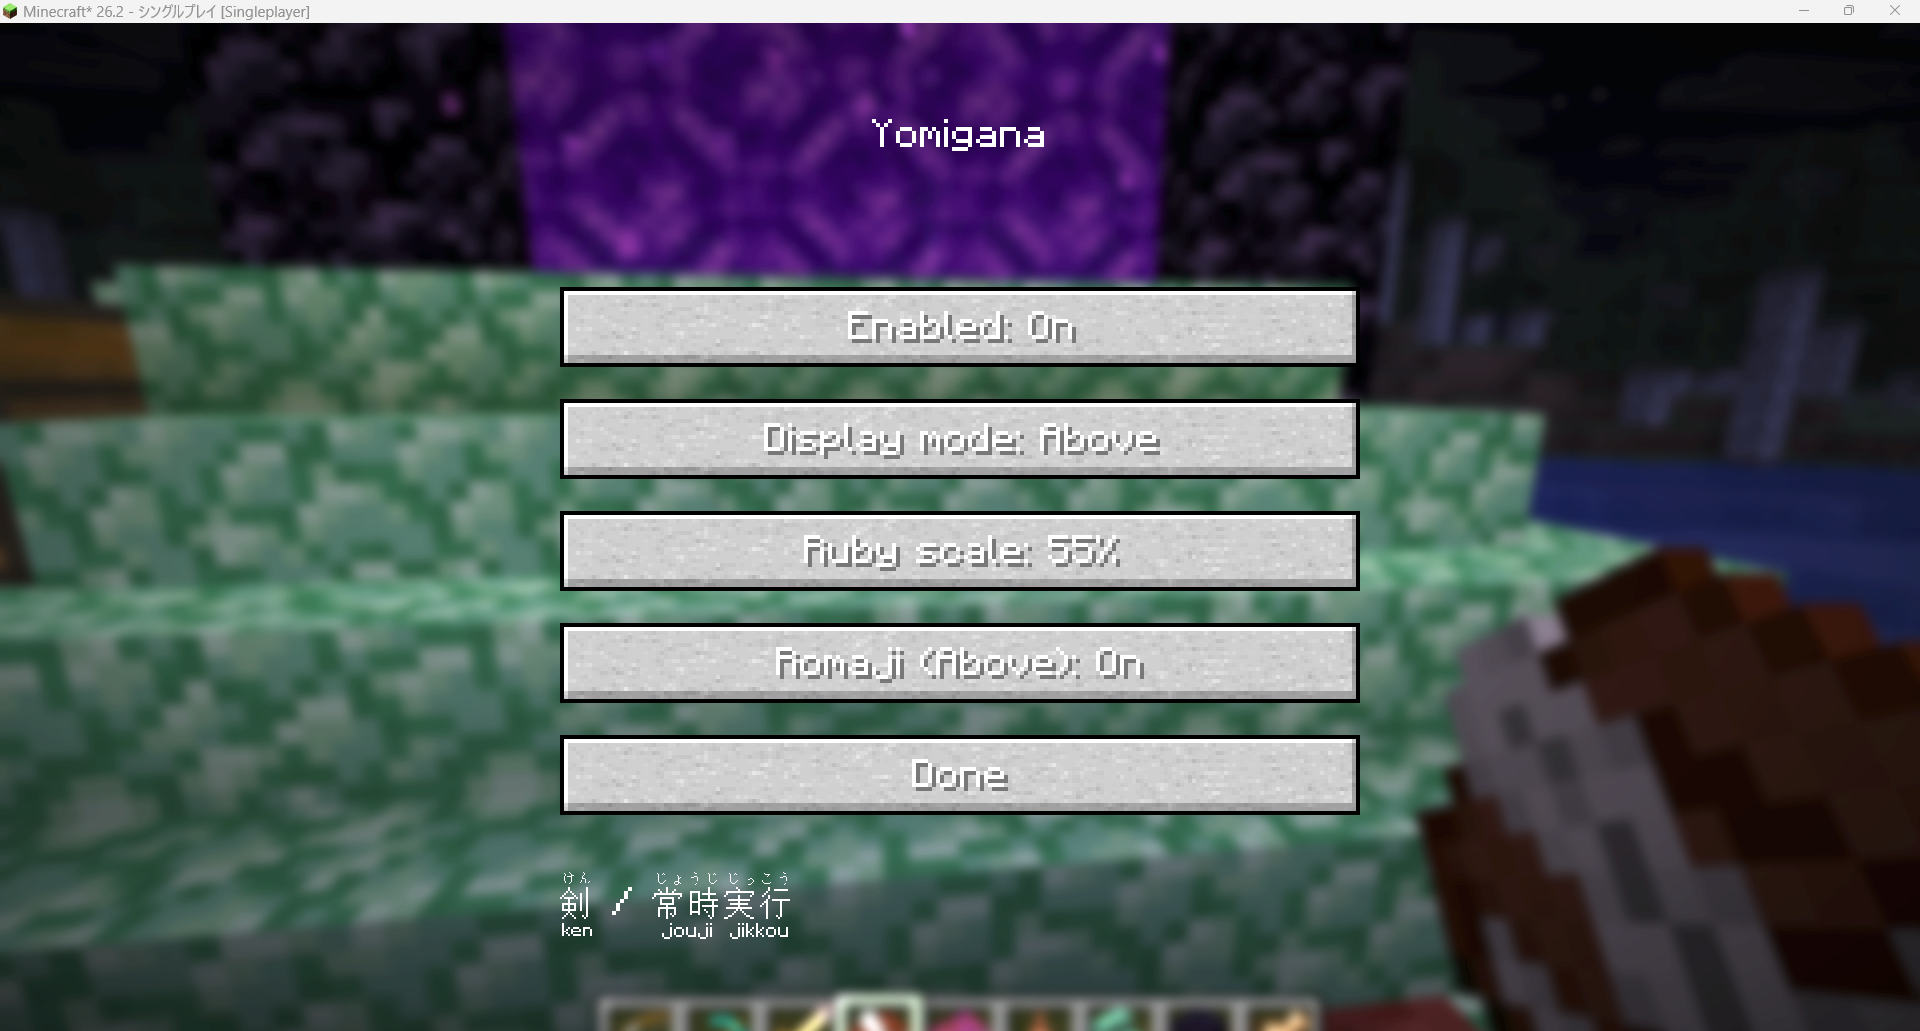 Minecraft* 26.2 - シングルプレイ [Singleplayer]
Yomigana
Enabled: On
Display mode: Above
Ruby scale: 55%
Romaji (Above): On
Done
けん じょうじ じっこう
剣 / 常時実行
ken jouji jikkou